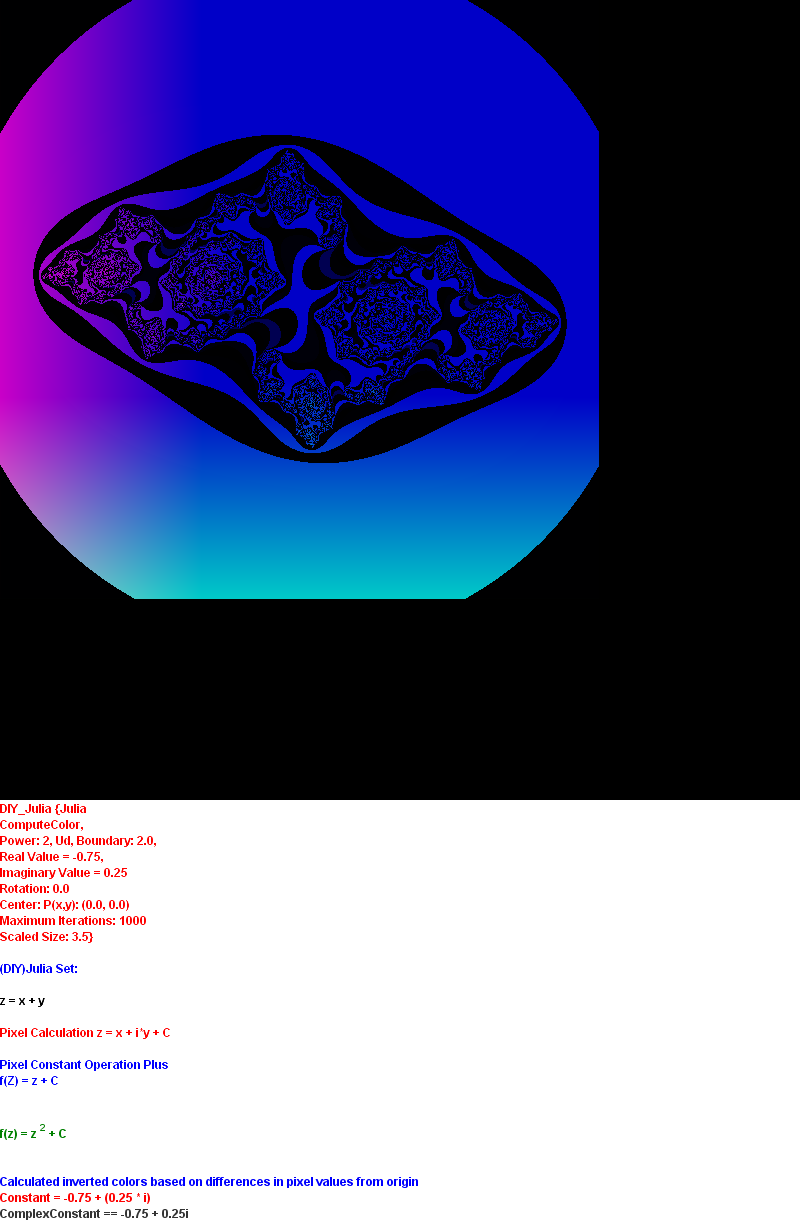 DIY_Julia {Julia
ComputeColor,
Power: 2, Ud, Boundary: 2.0,
Real Value = -0.75,
Imaginary Value = 0.25
Rotation: 0.0
Center: P(x,y): (0.0, 0.0)
Maximum Iterations: 1000
Scaled Size: 3.5}
(DIY)Julia Set:
z = x + y
Pixel Calculation z = x + i*y + C
Pixel Constant Operation Plus
f(Z) = z + C
f(z) = z 2 + C
Calculated inverted colors based on differences in pixel values from origin
Constant = -0.75 + (0.25 * i)
ComplexConstant == -0.75 + 0.25i